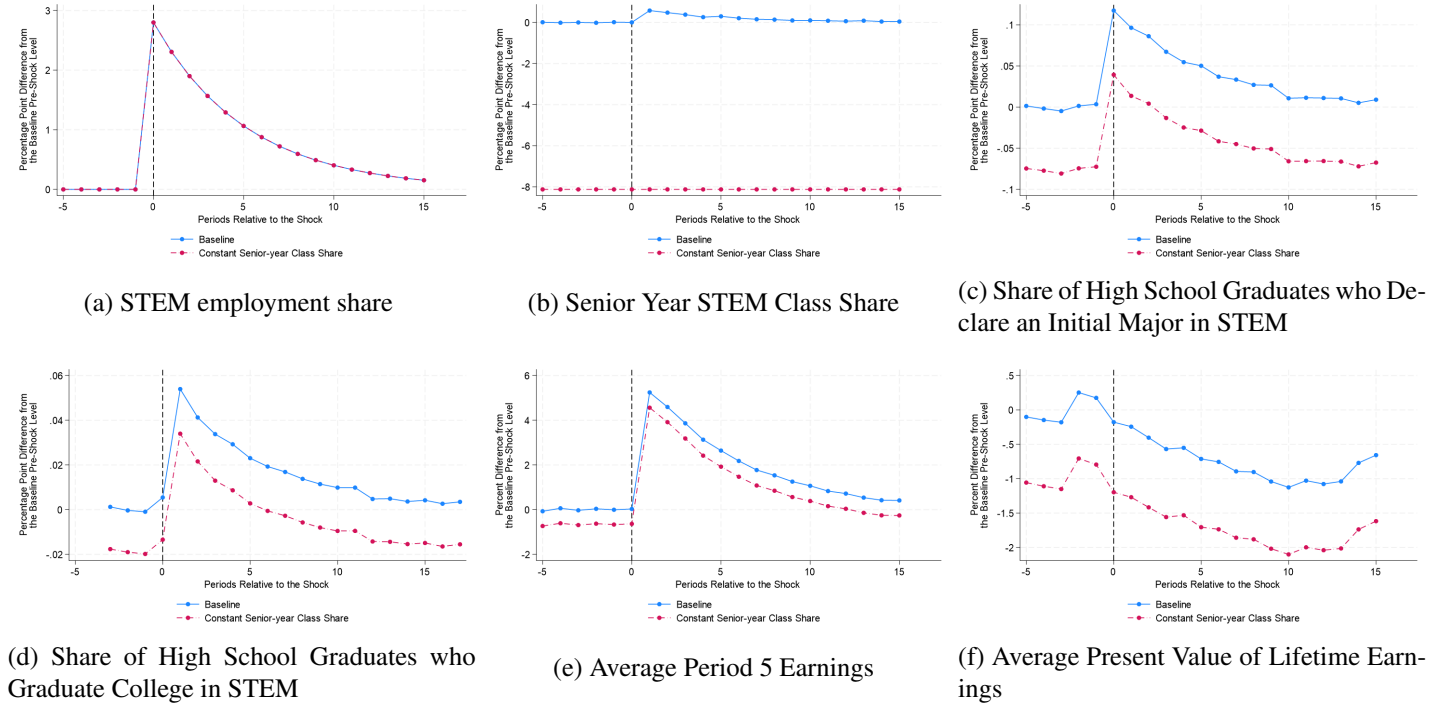 Percentage Point Difference from
the Baseline Pre-Shock Level
3
2
1
0
-5
0
5
10
15
Periods Relative to the Shock
Baseline
Constant Senior-year Class Share
(a) STEM employment share
Percentage Point Difference from
the Baseline Pre-Shock Level
0
-2
-4
-6
-8
-5
0
5
10
15
Periods Relative to the Shock
Baseline
Constant Senior-year Class Share
(b) Senior Year STEM Class Share
Percentage Point Difference from
the Baseline Pre-Shock Level
.1
.05
0
-.05
-.1
-5
0
5
10
15
Periods Relative to the Shock
Baseline
Constant Senior-year Class Share
(c) Share of High School Graduates who De-
clare an Initial Major in STEM
Percentage Point Difference from
the Baseline Pre-Shock Level
.06
.04
.02
0
-.02
-5
0
5
10
15
Periods Relative to the Shock
Baseline
Constant Senior-year Class Share
(d) Share of High School Graduates who
Graduate College in STEM
Percent Difference from
the Baseline Pre-Shock Level
6
4
2
0
-2
-5
0
5
10
15
Periods Relative to the Shock
Baseline
Constant Senior-year Class Share
(e) Average Period 5 Earnings
Percent Difference from
the Baseline Pre-Shock Level
.5
0
-.5
-1
-1.5
-2
-5
0
5
10
15
Periods Relative to the Shock
Baseline
Constant Senior-year Class Share
(f) Average Present Value of Lifetime Earn-
ings